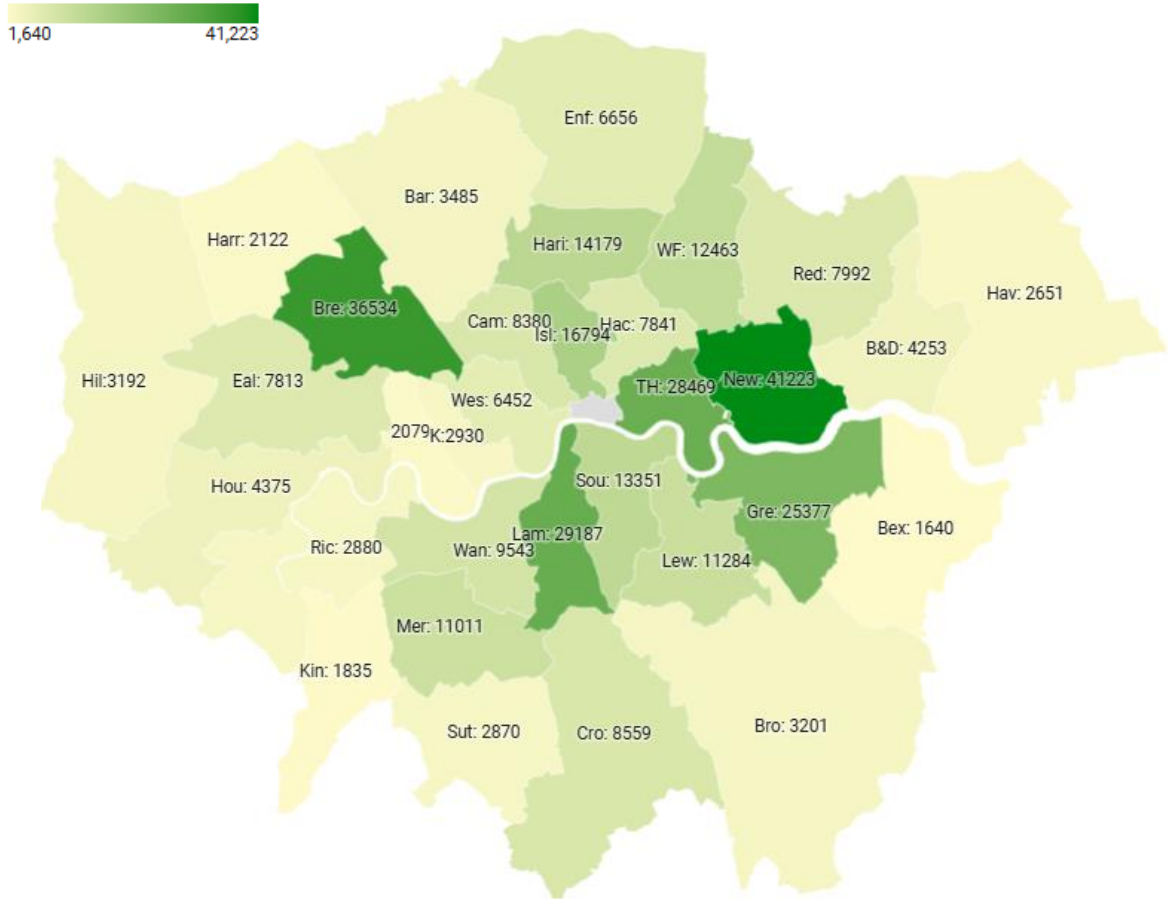 1,640 41,223
Enf: 6656
Bar: 3485
Harr: 2122
Hari: 14179
WF: 12463
Red: 7992
Hav: 2651
Bre: 36534
Cam: 8380
Isl: 16794
Hac: 7841
B&D: 4253
Hil:3192
Ealing: 7813
Wes: 6452
TH: 28469
New: 41223
2079
K:2930
Hou: 4375
Sou: 13351
Gre: 25377
Bex: 1640
Lam: 29187
Ric: 2880
Wan: 9543
Lew: 11284
Mer: 11011
Kin: 1835
Sut: 2870
Cro: 8559
Bro: 3201